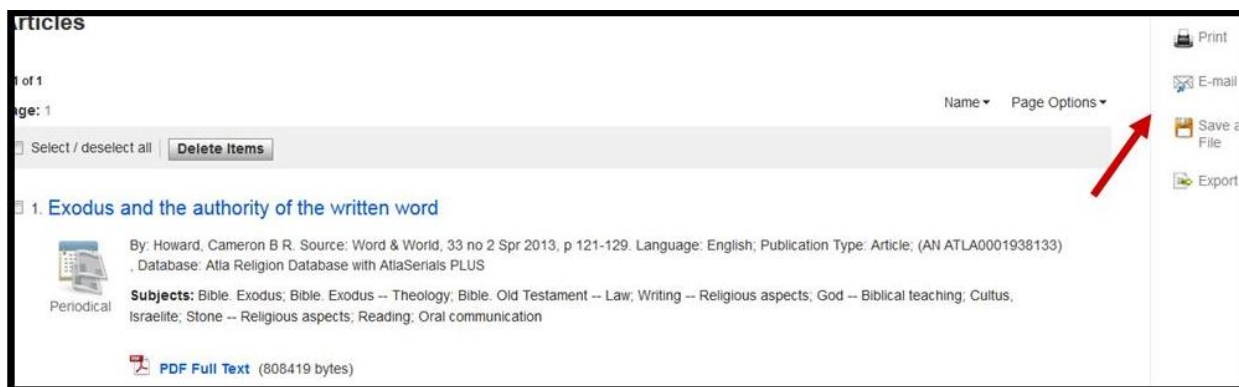 rticles
1 of 1
age: 1
Name Page Options
Select / deselect all Delete Items
1. Exodus and the authority of the written word
By: Howard, Cameron B R. Source: Word & World, 33 no 2 Spr 2013, p 121-129. Language: English; Publication Type: Article; (AN ATLA0001938133)
, Database: Atla Religion Database with AtlaSerials PLUS
Periodical
Subjects: Bible. Exodus; Bible. Exodus -- Theology; Bible. Old Testament -- Law; Writing -- Religious aspects; God -- Biblical teaching; Cultus,
Israelite; Stone -- Religious aspects; Reading; Oral communication
PDF Full Text (808419 bytes)
Print
E-mail
Save a
File
Export